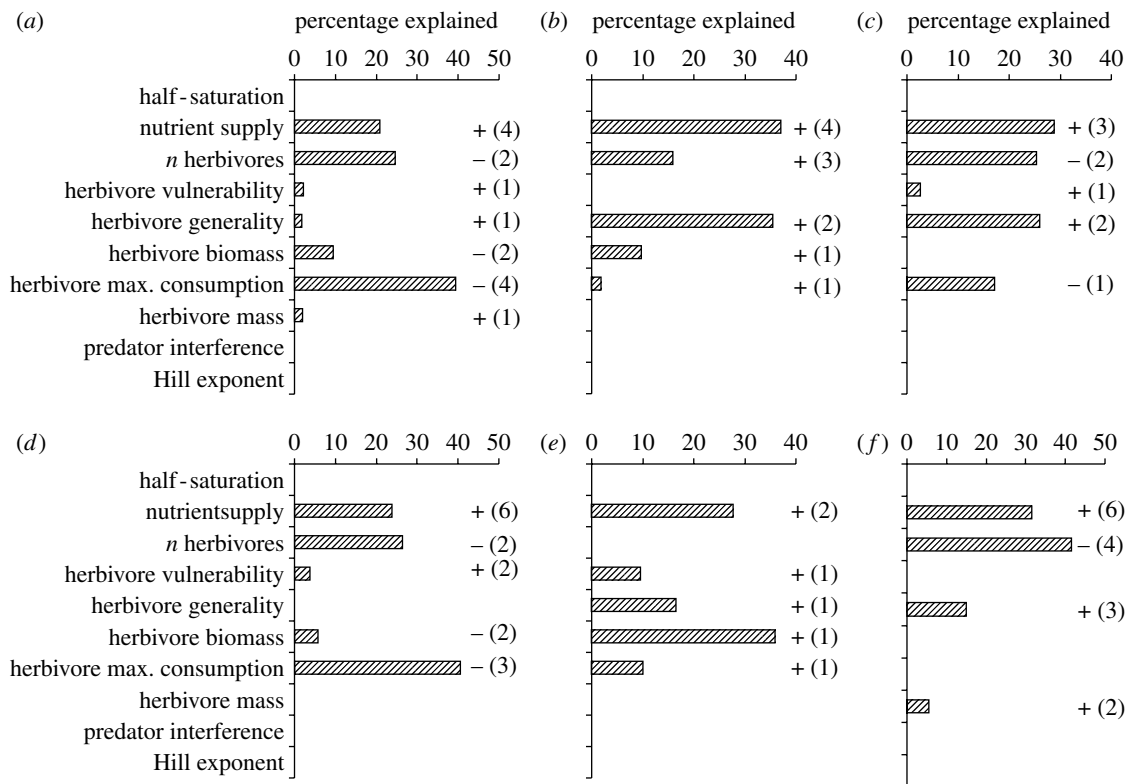 (a) percentage explained (b) percentage explained (c) percentage explained
0 10 20 30 40 50 0 10 20 30 40 0 10 20 30 40
half-saturation
nutrient supply + (4) + (4) + (3)
n herbivores – (2) + (3) – (2)
herbivore vulnerability + (1) + (1)
herbivore generality + (1) + (2) + (2)
herbivore biomass – (2) + (1)
herbivore max. consumption – (4) + (1) – (1)
herbivore mass + (1)
predator interference
Hill exponent
(d) 0 10 20 30 40 50 (e) 0 10 20 30 40 (f) 0 10 20 30 40 50
half-saturation
nutrientsupply + (6) + (2) + (6)
n herbivores – (2) – (4)
herbivore vulnerability + (2) + (1)
herbivore generality + (1) + (3)
herbivore biomass – (2) + (1)
herbivore max. consumption – (3) + (1)
herbivore mass + (2)
predator interference
Hill exponent